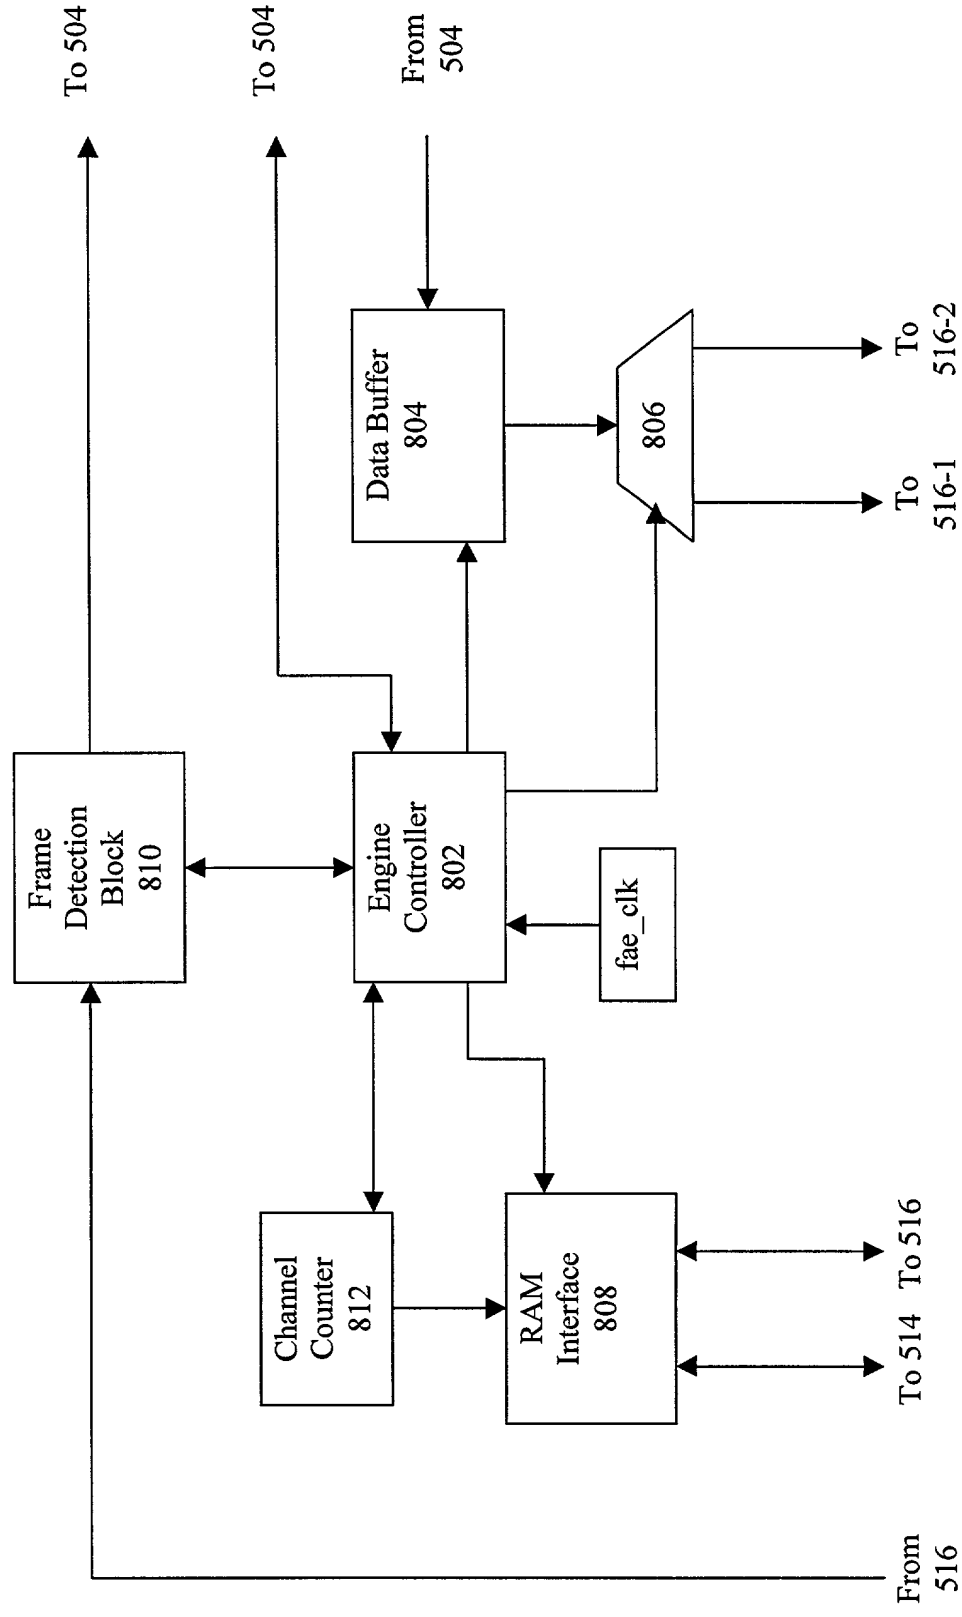 Frame
Detection
Block
810
To 504
To 504
From
504
Channel
Counter
812
Engine
Controller
802
Data Buffer
804
RAM
Interface
808
fae_clk
806
From
516
To 514
To 516
To
516-1
To
516-2